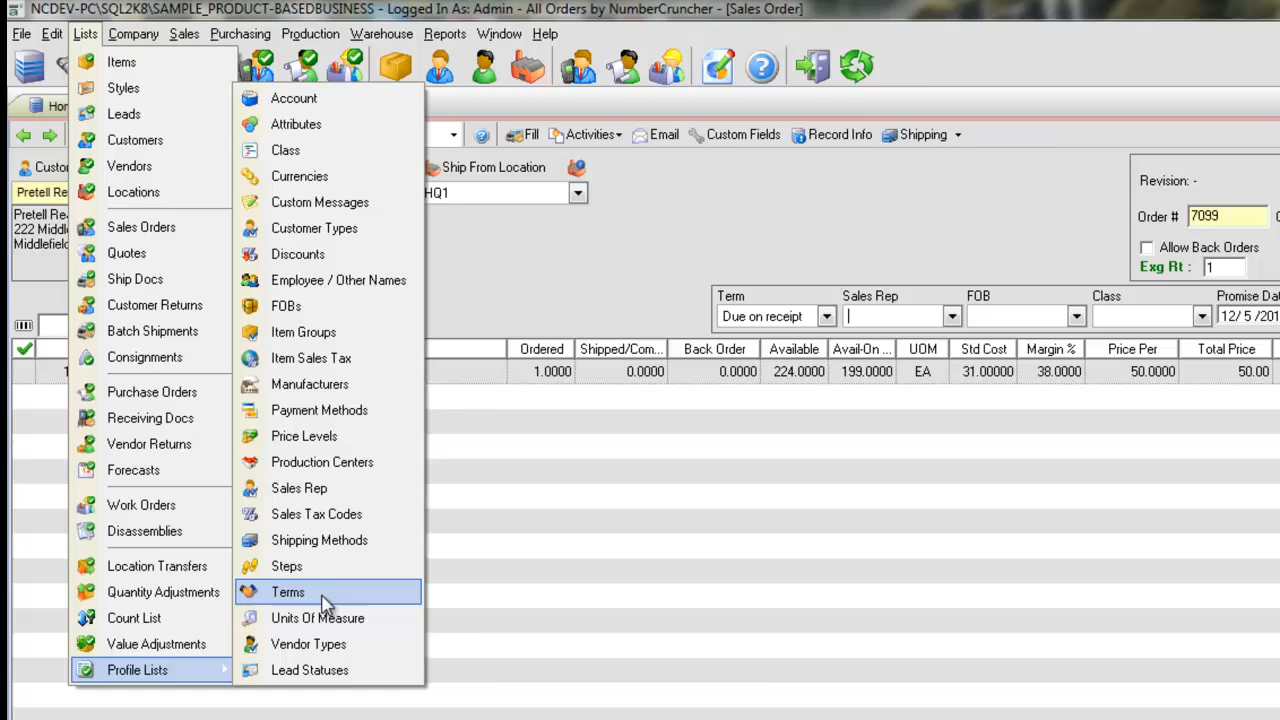 NCDEV-PC\SQL2K8\SAMPLE_PRODUCT-BASEDBUSINESS - Logged In As: Admin - All Orders by NumberCruncher - [Sales Order]
File Edit Lists Company Sales Purchasing Production Warehouse Reports Window Help
Items
Styles
Leads
Customers
Vendors
Locations
Sales Orders
Quotes
Ship Docs
Customer Returns
Batch Shipments
Consignments
Purchase Orders
Receiving Docs
Vendor Returns
Forecasts
Work Orders
Disassemblies
Location Transfers
Quantity Adjustments
Count List
Value Adjustments
Profile Lists
Account
Attributes
Class
Currencies
Custom Messages
Customer Types
Discounts
Employee / Other Names
FOBs
Item Groups
Item Sales Tax
Manufacturers
Payment Methods
Price Levels
Production Centers
Sales Rep
Sales Tax Codes
Shipping Methods
Steps
Terms
Units Of Measure
Vendor Types
Lead Statuses
Hom
Fill Activities Email Custom Fields Record Info Shipping
Custo Ship From Location
Pretell Re HQ1
Pretell Re
222 Middl
Middlefiel
Revision: -
Order # 7099
Allow Back Orders
Exg Rt : 1
Term Sales Rep FOB Class Promise Dat
Due on receipt 12/ 5 /201
Ordered Shipped/Com... Back Order Available Avail-On ... UOM Std Cost Margin % Price Per Total Price
1 1.0000 0.0000 0.0000 224.0000 199.0000 EA 31.00000 38.0000 50.0000 50.00